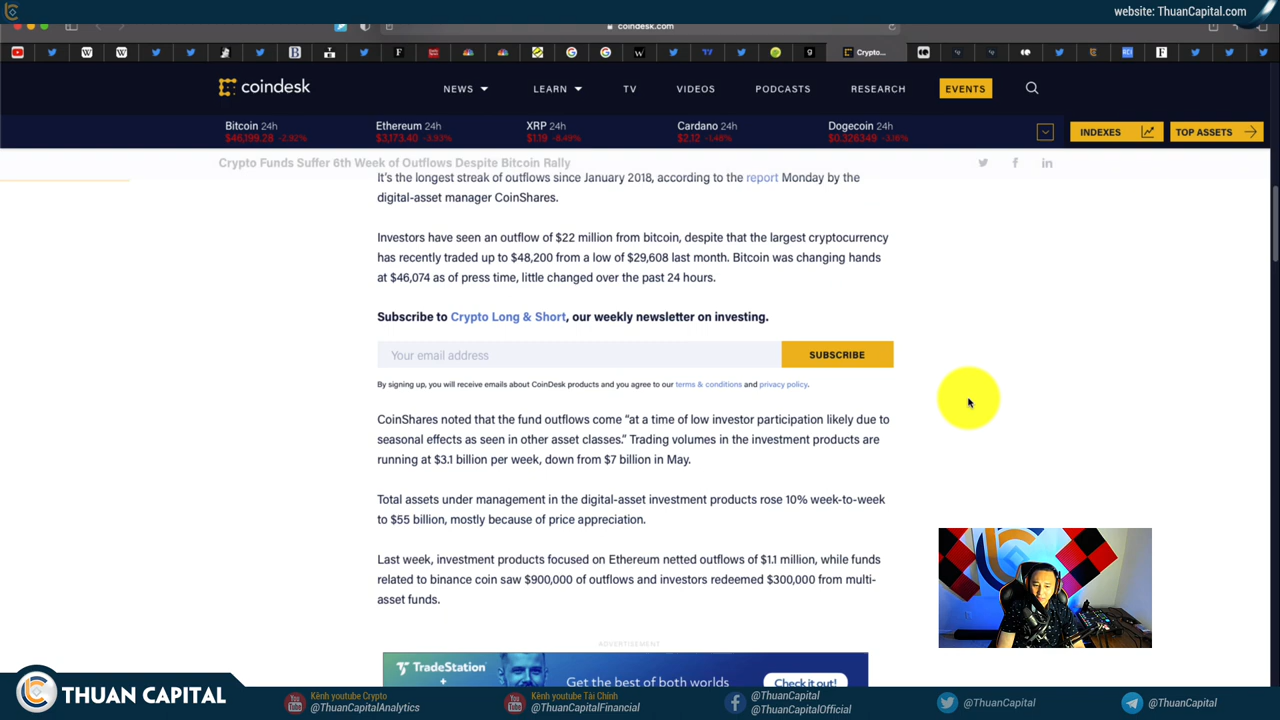 website: ThuanCapital.com
coindesk.com
Crypto...
coindesk
NEWS
LEARN
TV
VIDEOS
PODCASTS
RESEARCH
EVENTS
Bitcoin 24h
$46,199.28 -2.92%
Ethereum 24h
$3,173.40 -3.93%
XRP 24h
$1.19 -8.49%
Cardano 24h
$2.12 -1.48%
Dogecoin 24h
$0.326349
INDEXES
TOP ASSETS
Crypto Funds Suffer 6th Week of Outflows Despite Bitcoin Rally
It's the longest streak of outflows since January 2018, according to the report Monday by the
digital-asset manager CoinShares.
Investors have seen an outflow of $22 million from bitcoin, despite that the largest cryptocurrency
has recently traded up to $48,200 from a low of $29,608 last month. Bitcoin was changing hands
at $46,074 as of press time, little changed over the past 24 hours.
Subscribe to Crypto Long & Short, our weekly newsletter on investing.
Your email address
SUBSCRIBE
By signing up, you will receive emails about CoinDesk products and you agree to our terms & conditions and privacy policy.
CoinShares noted that the fund outflows come “at a time of low investor participation likely due to
seasonal effects as seen in other asset classes.” Trading volumes in the investment products are
running at $3.1 billion per week, down from $7 billion in May.
Total assets under management in the digital-asset investment products rose 10% week-to-week
to $55 billion, mostly because of price appreciation.
Last week, investment products focused on Ethereum netted outflows of $1.1 million, while funds
related to binance coin saw $900,000 of outflows and investors redeemed $300,000 from multi-
asset funds.
ADVERTISEMENT
TradeStation
Get the best of both worlds
Check it out!
THUAN CAPITAL
Kênh youtube Crypto
@ThuanCapitalAnalytics
Kênh youtube Tài Chính
@ThuanCapitalFinancial
@ThuanCapital
@ThuanCapitalOfficial
@ThuanCapital
@ThuanCapital